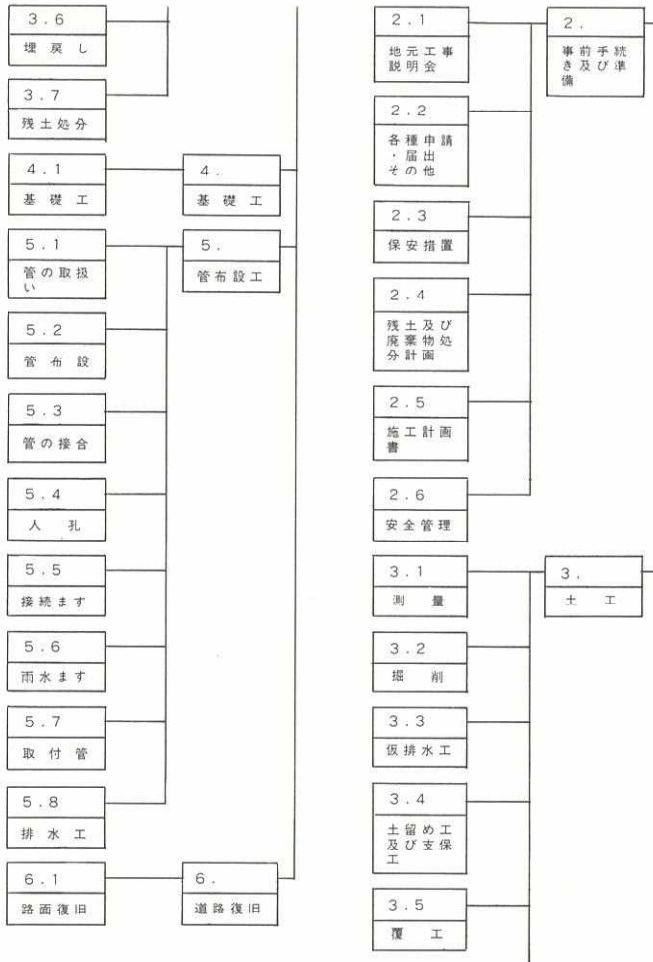 3.6
埋戻し
3.7
残土処分
4.1
基礎工
4.
基礎工
5.1
管の取扱
い
5.
管布設工
5.2
管布設
5.3
管の接合
5.4
人孔
5.5
接続ます
5.6
雨水ます
5.7
取付管
5.8
排水工
6.1
路面復旧
6.
道路復旧
2.1
地元工事
説明会
2.
事前手続
き及び準
備
2.2
各種申請
・届出
その他
2.3
保安措置
2.4
残土及び
廃棄物処
分計画
2.5
施工計画
書
2.6
安全管理
3.1
測量
3.
土工
3.2
掘削
3.3
仮排水工
3.4
土留め工
及び支保
工
3.5
覆工